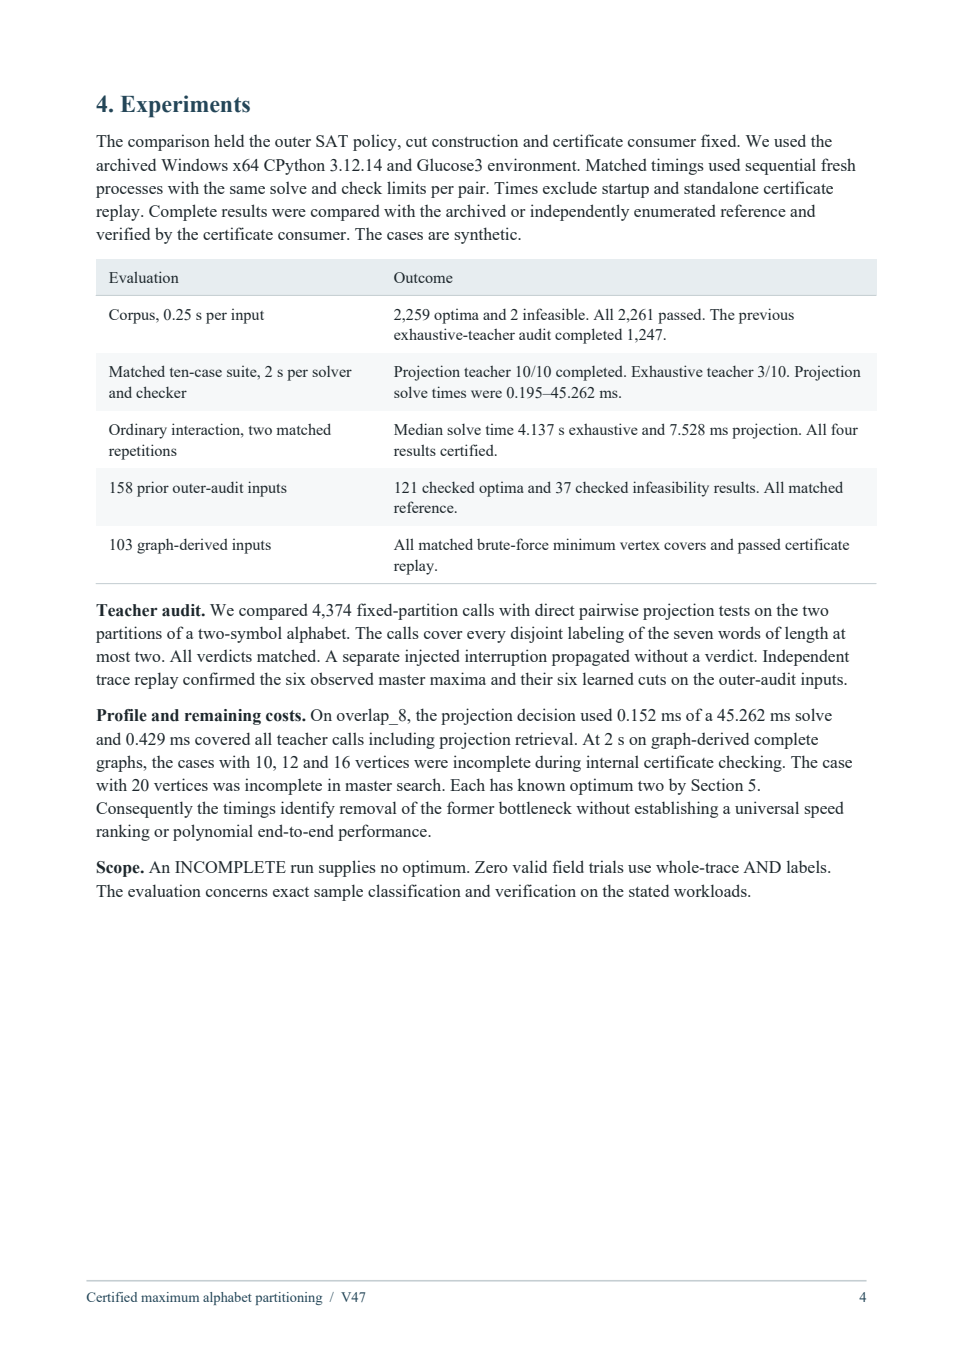 4. Experiments
The comparison held the outer SAT policy, cut construction and certificate consumer fixed. We used the
archived Windows x64 CPython 3.12.14 and Glucose3 environment. Matched timings used sequential fresh
processes with the same solve and check limits per pair. Times exclude startup and standalone certificate
replay. Complete results were compared with the archived or independently enumerated reference and
verified by the certificate consumer. The cases are synthetic.
Evaluation Outcome
Corpus, 0.25 s per input 2,259 optima and 2 infeasible. All 2,261 passed. The previous
exhaustive-teacher audit completed 1,247.
Matched ten-case suite, 2 s per solver Projection teacher 10/10 completed. Exhaustive teacher 3/10. Projection
and checker solve times were 0.195–45.262 ms.
Ordinary interaction, two matched Median solve time 4.137 s exhaustive and 7.528 ms projection. All four
repetitions results certified.
158 prior outer-audit inputs 121 checked optima and 37 checked infeasibility results. All matched
reference.
103 graph-derived inputs All matched brute-force minimum vertex covers and passed certificate
replay.
Teacher audit. We compared 4,374 fixed-partition calls with direct pairwise projection tests on the two
partitions of a two-symbol alphabet. The calls cover every disjoint labeling of the seven words of length at
most two. All verdicts matched. A separate injected interruption propagated without a verdict. Independent
trace replay confirmed the six observed master maxima and their six learned cuts on the outer-audit inputs.
Profile and remaining costs. On overlap_8, the projection decision used 0.152 ms of a 45.262 ms solve
and 0.429 ms covered all teacher calls including projection retrieval. At 2 s on graph-derived complete
graphs, the cases with 10, 12 and 16 vertices were incomplete during internal certificate checking. The case
with 20 vertices was incomplete in master search. Each has known optimum two by Section 5.
Consequently the timings identify removal of the former bottleneck without establishing a universal speed
ranking or polynomial end-to-end performance.
Scope. An INCOMPLETE run supplies no optimum. Zero valid field trials use whole-trace AND labels.
The evaluation concerns exact sample classification and verification on the stated workloads.
Certified maximum alphabet partitioning / V47 4